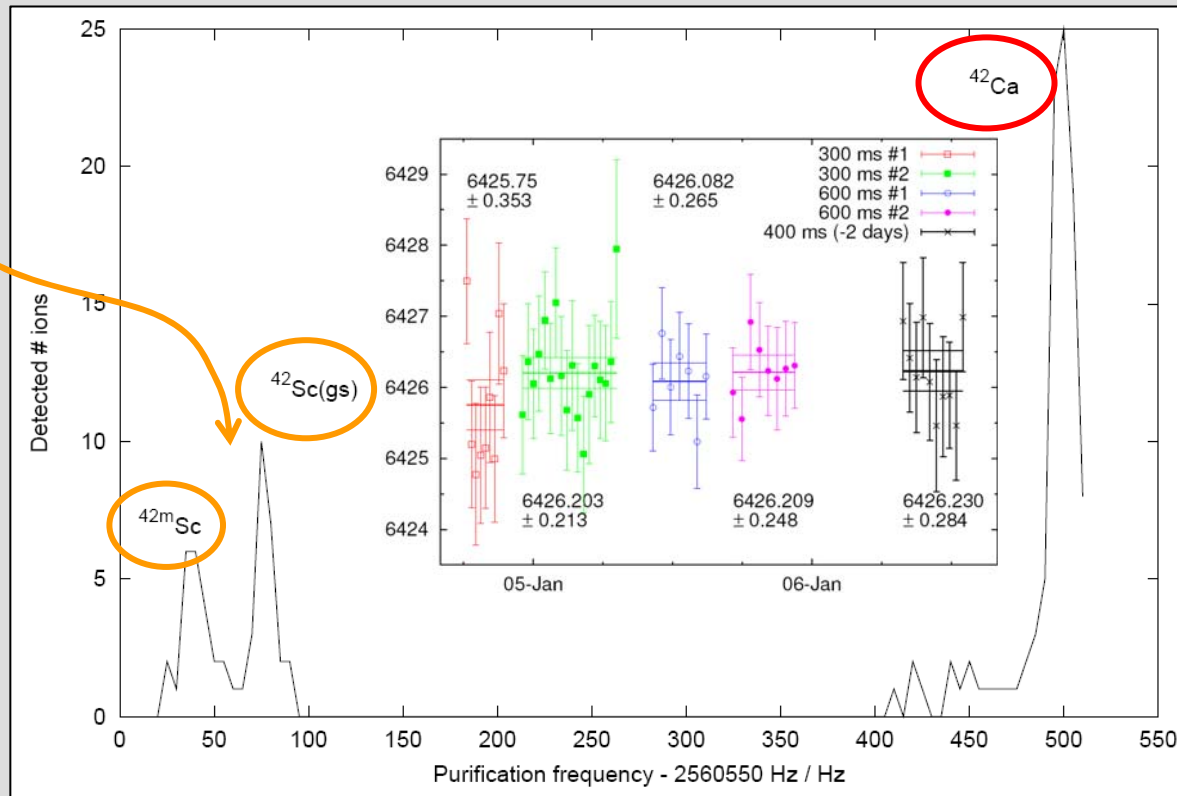 25
20
15
10
5
0
Detected # ions
0 50 100 150 200 250 300 350 400 450 500 550
Purification frequency - 2560550 Hz / Hz
42mSc
42Sc(gs)
42Ca
6429
6428
6427
6426
6425
6424
05-Jan 06-Jan
300 ms #1
300 ms #2
600 ms #1
600 ms #2
400 ms (-2 days)
6425.75
± 0.353
6426.082
± 0.265
6426.203
± 0.213
6426.209
± 0.248
6426.230
± 0.284